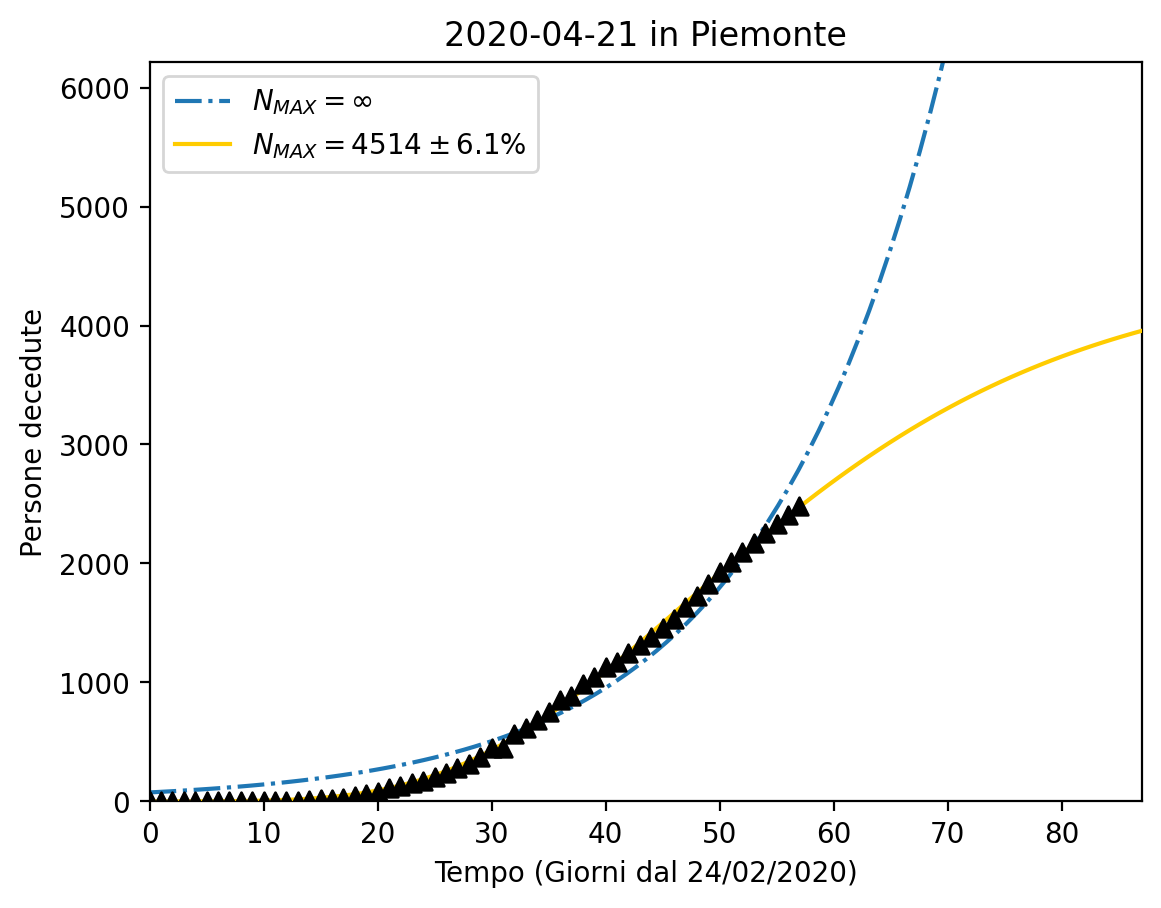 2020-04-21 in Piemonte
N_MAX = ∞
N_MAX = 4514 ± 6.1%
6000
5000
4000
3000
2000
1000
0
Persone decedute
0 10 20 30 40 50 60 70 80
Tempo (Giorni dal 24/02/2020)